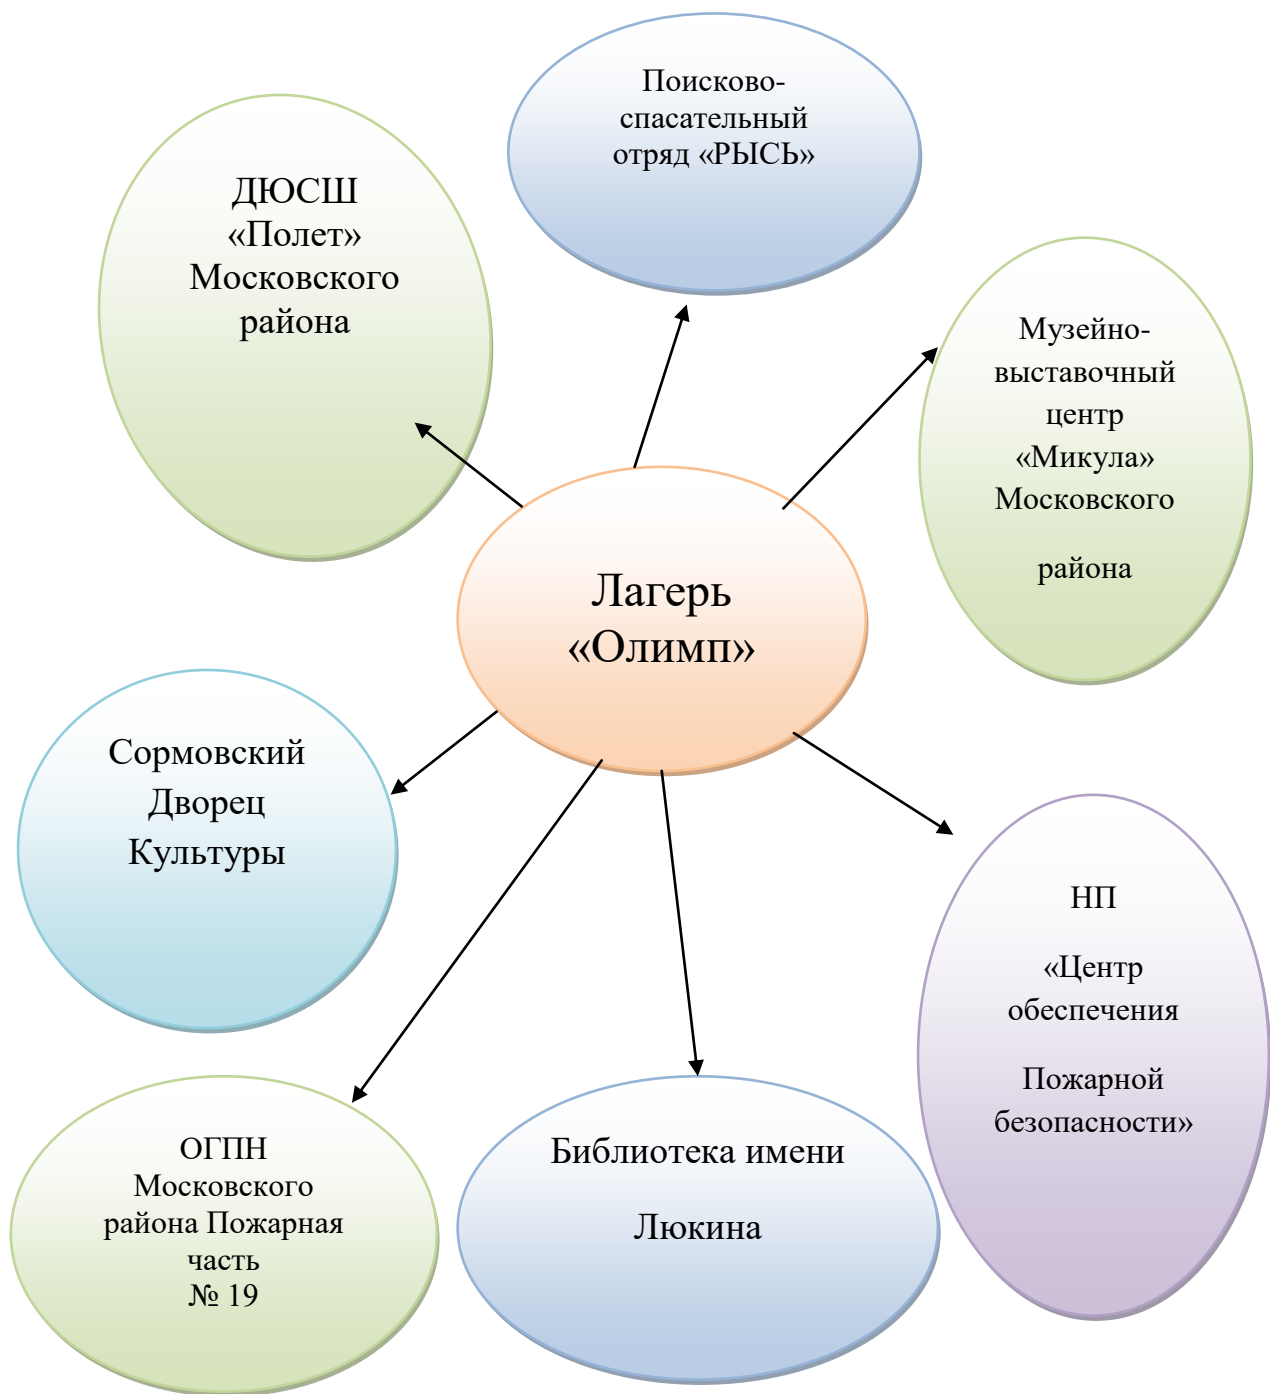 Поисково-
спасательный
отряд «РЫСЬ»
ДЮСШ
«Полет»
Московского
района
Музейно-
выставочный
центр
«Микула»
Московского
района
Лагерь
«Олимп»
Сормовский
Дворец
Культуры
НП
«Центр
обеспечения
Пожарной
безопасности»
ОГПН
Московского
района Пожарная
часть
№ 19
Библиотека имени
Люкина